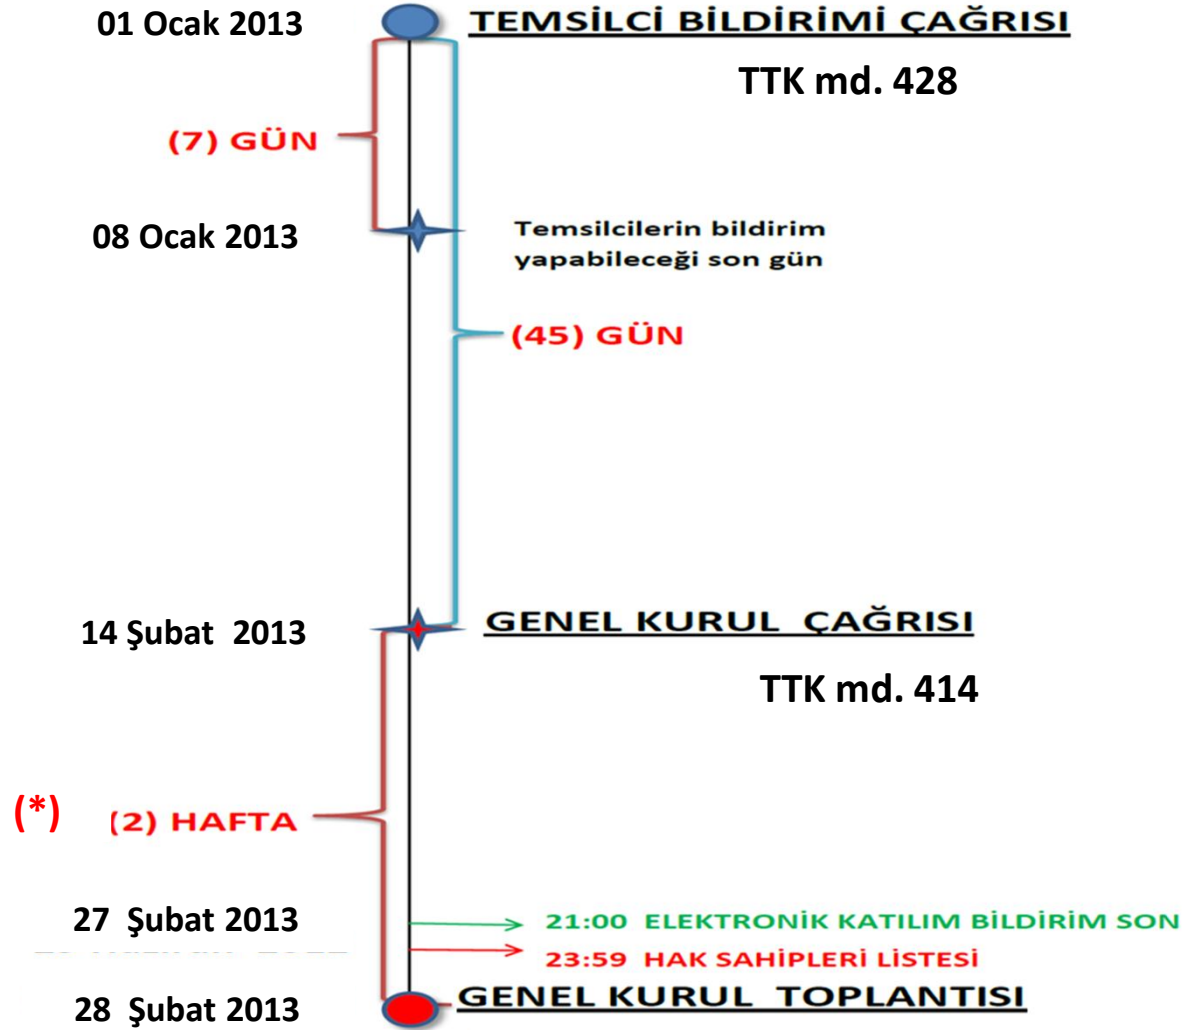 01 Ocak 2013
TEMSİLCİ BİLDİRİMİ ÇAĞRISI
TTK md. 428
(7) GÜN
08 Ocak 2013
Temsilcilerin bildirim
yapabileceği son gün
(45) GÜN
14 Şubat 2013
GENEL KURUL ÇAĞRISI
TTK md. 414
(*)
(2) HAFTA
27 Şubat 2013
21:00 ELEKTRONİK KATILIM BİLDİRİM SON
23:59 HAK SAHİPLERİ LİSTESİ
28 Şubat 2013
GENEL KURUL TOPLANTISI